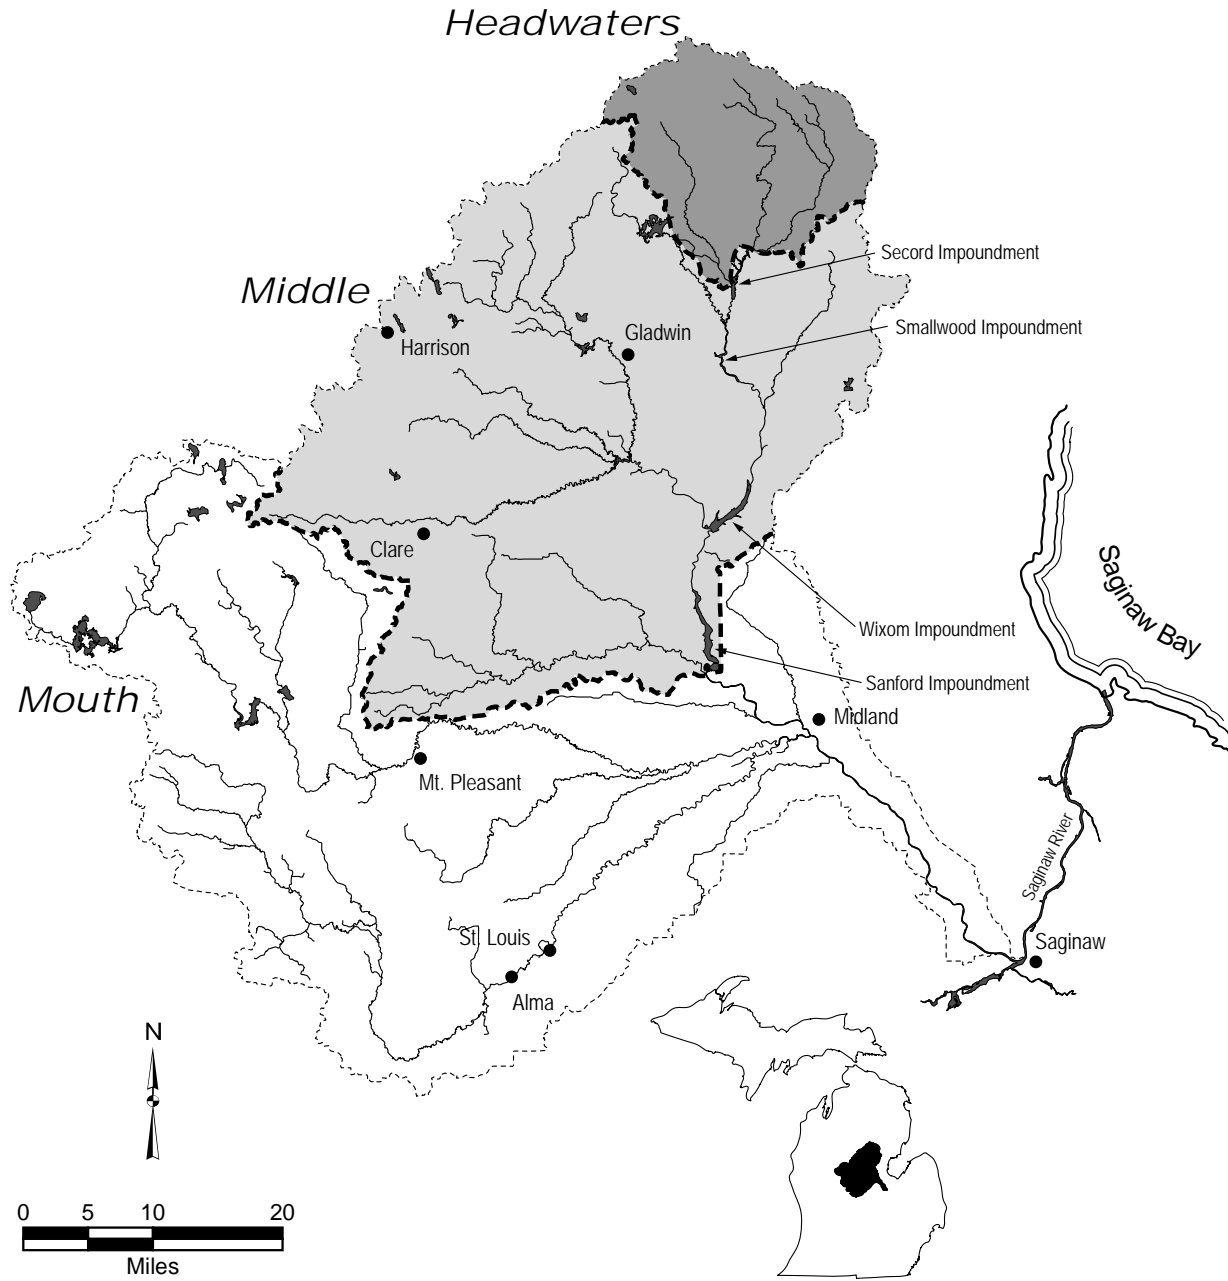 Headwaters
Secord Impoundment
Middle
Smallwood Impoundment
Gladwin
Harrison
Clare
Saginaw Bay
Wixom Impoundment
Mouth
Sanford Impoundment
Midland
Mt. Pleasant
Saginaw River
St. Louis
Saginaw
Alma
N
0 5 10 20
Miles